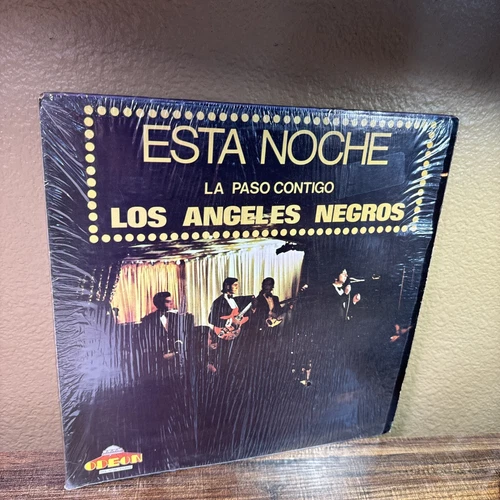 ESTA NOCHE
LA PASO CONTIGO
LOS ANGELES NEGROS
ODEON